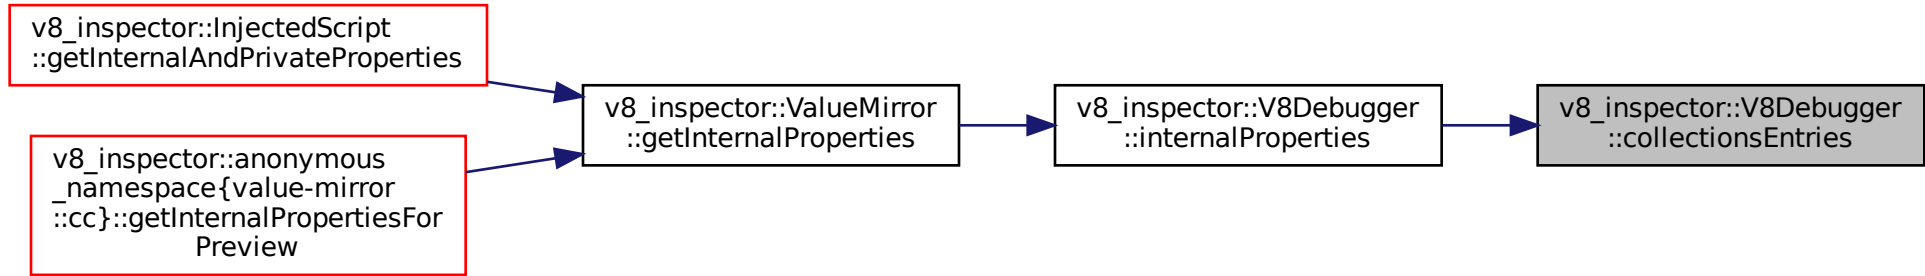 v8_inspector::InjectedScript
::getInternalAndPrivateProperties
v8_inspector::anonymous
_namespace{value-mirror
::cc}::getInternalPropertiesFor
Preview
v8_inspector::ValueMirror
::getInternalProperties
v8_inspector::V8Debugger
::internalProperties
v8_inspector::V8Debugger
::collectionsEntries